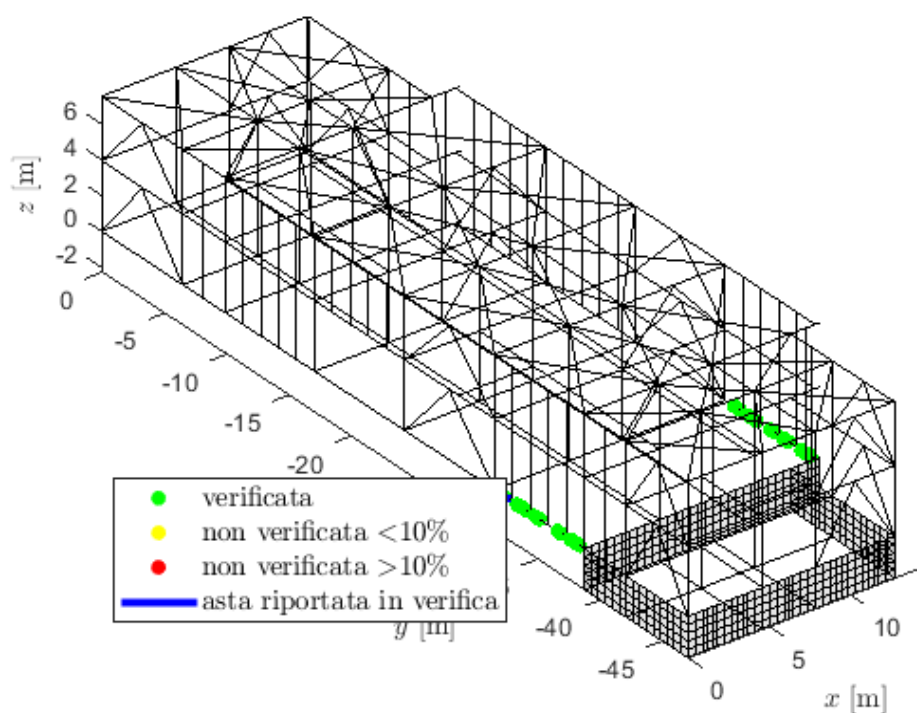 6
4
2
0
-2
z [m]
0
-5
-10
-15
-20
verificata
non verificata <10%
non verificata >10%
asta riportata in verifica
y [m]
-40
-45
0
5
10
x [m]